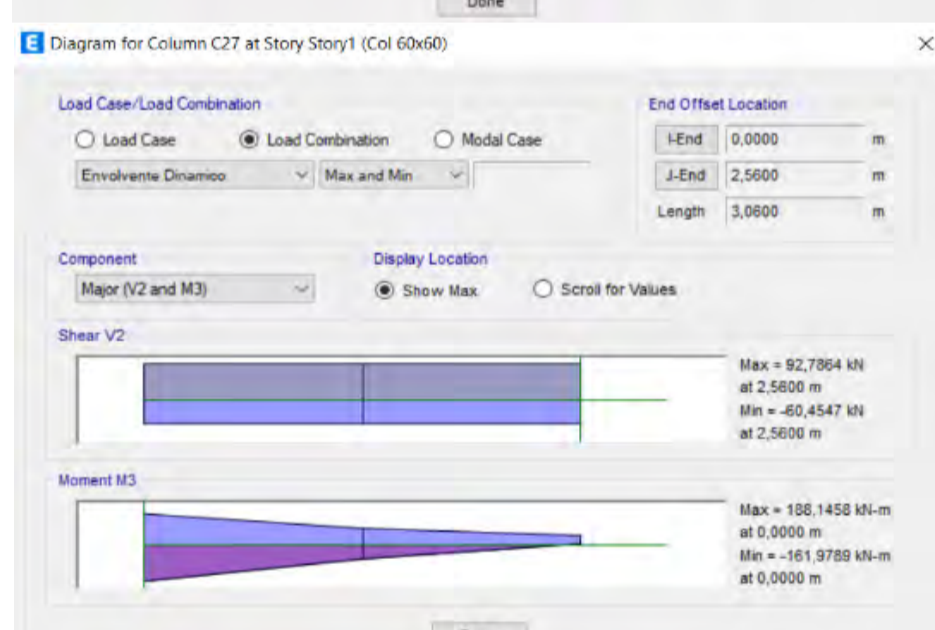 Done
E Diagram for Column C27 at Story Story1 (Col 60x60)
Load Case/Load Combination
Load Case Load Combination Modal Case
Envolvente Dinamico Max and Min
End Offset Location
I-End 0,0000 m
J-End 2,5600 m
Length 3,0600 m
Component
Major (V2 and M3)
Display Location
Show Max Scroll for Values
Shear V2
Max = 92,7864 kN
at 2,5600 m
Min = -60,4547 kN
at 2,5600 m
Moment M3
Max = 188,1458 kN-m
at 0,0000 m
Min = -161,9789 kN-m
at 0,0000 m